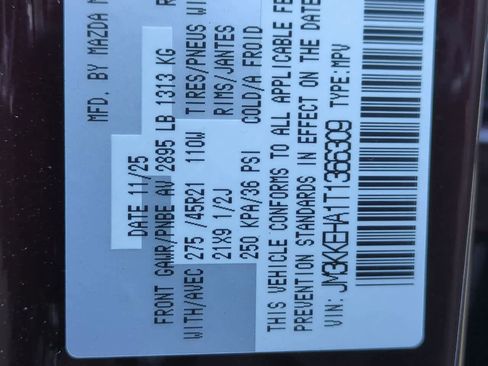 MFD. BY MAZDA
DATE 11/25
FRONT GAWR/PNBE AV 2895 LB 1313 KG
WITH/AVEC 275 /45R21 110W TIRES/PNEUS
21X9 1/2J RIMS/JANTES
250 KPA/36 PSI COLD/A FROID
THIS VEHICLE CONFORMS TO ALL APPLICABLE
PREVENTION STANDARDS IN EFFECT ON THE DATE
VIN: JM3KKEHA1T1366309 TYPE: MPV